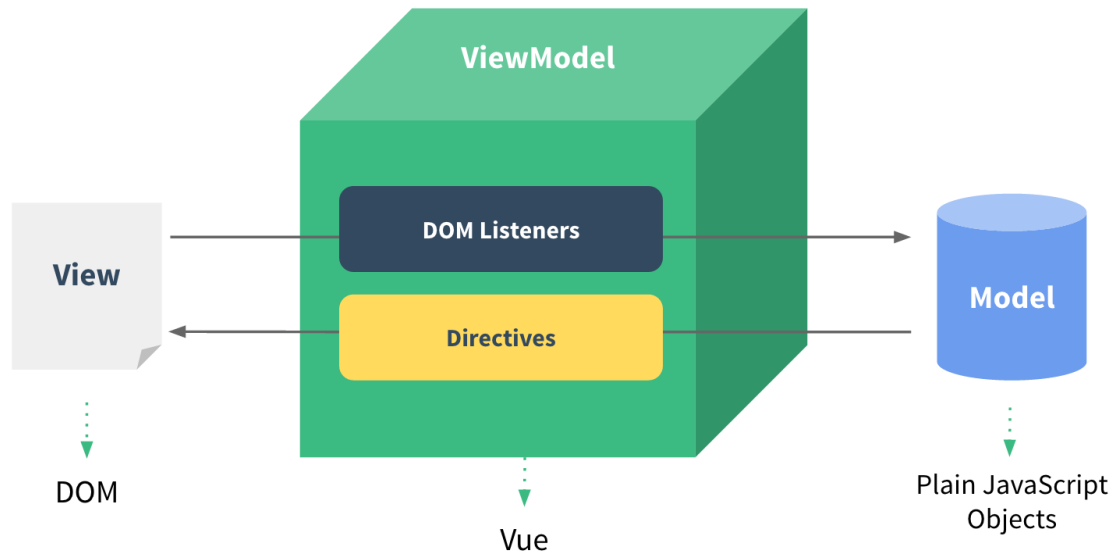 ViewModel
DOM Listeners
View
Model
Directives
DOM
Plain JavaScript
Objects
Vue